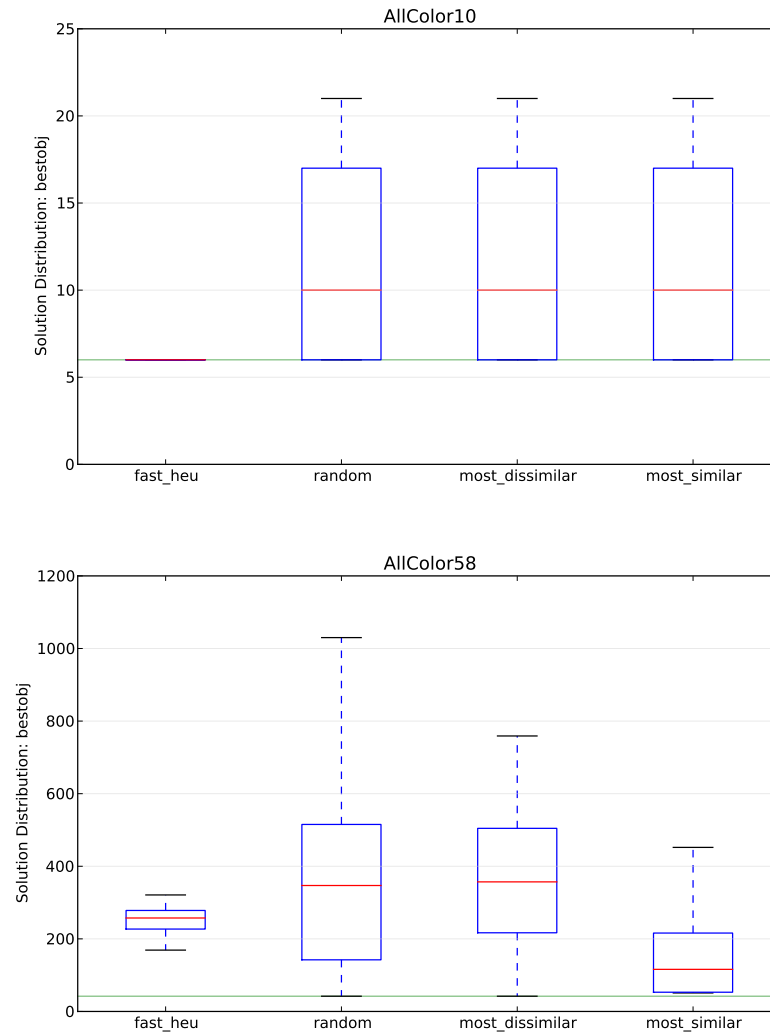 AllColor10
25
20
15
10
5
0
Solution Distribution: bestobj
fast_heu random most_dissimilar most_similar
AllColor58
1200
1000
800
600
400
200
0
Solution Distribution: bestobj
fast_heu random most_dissimilar most_similar